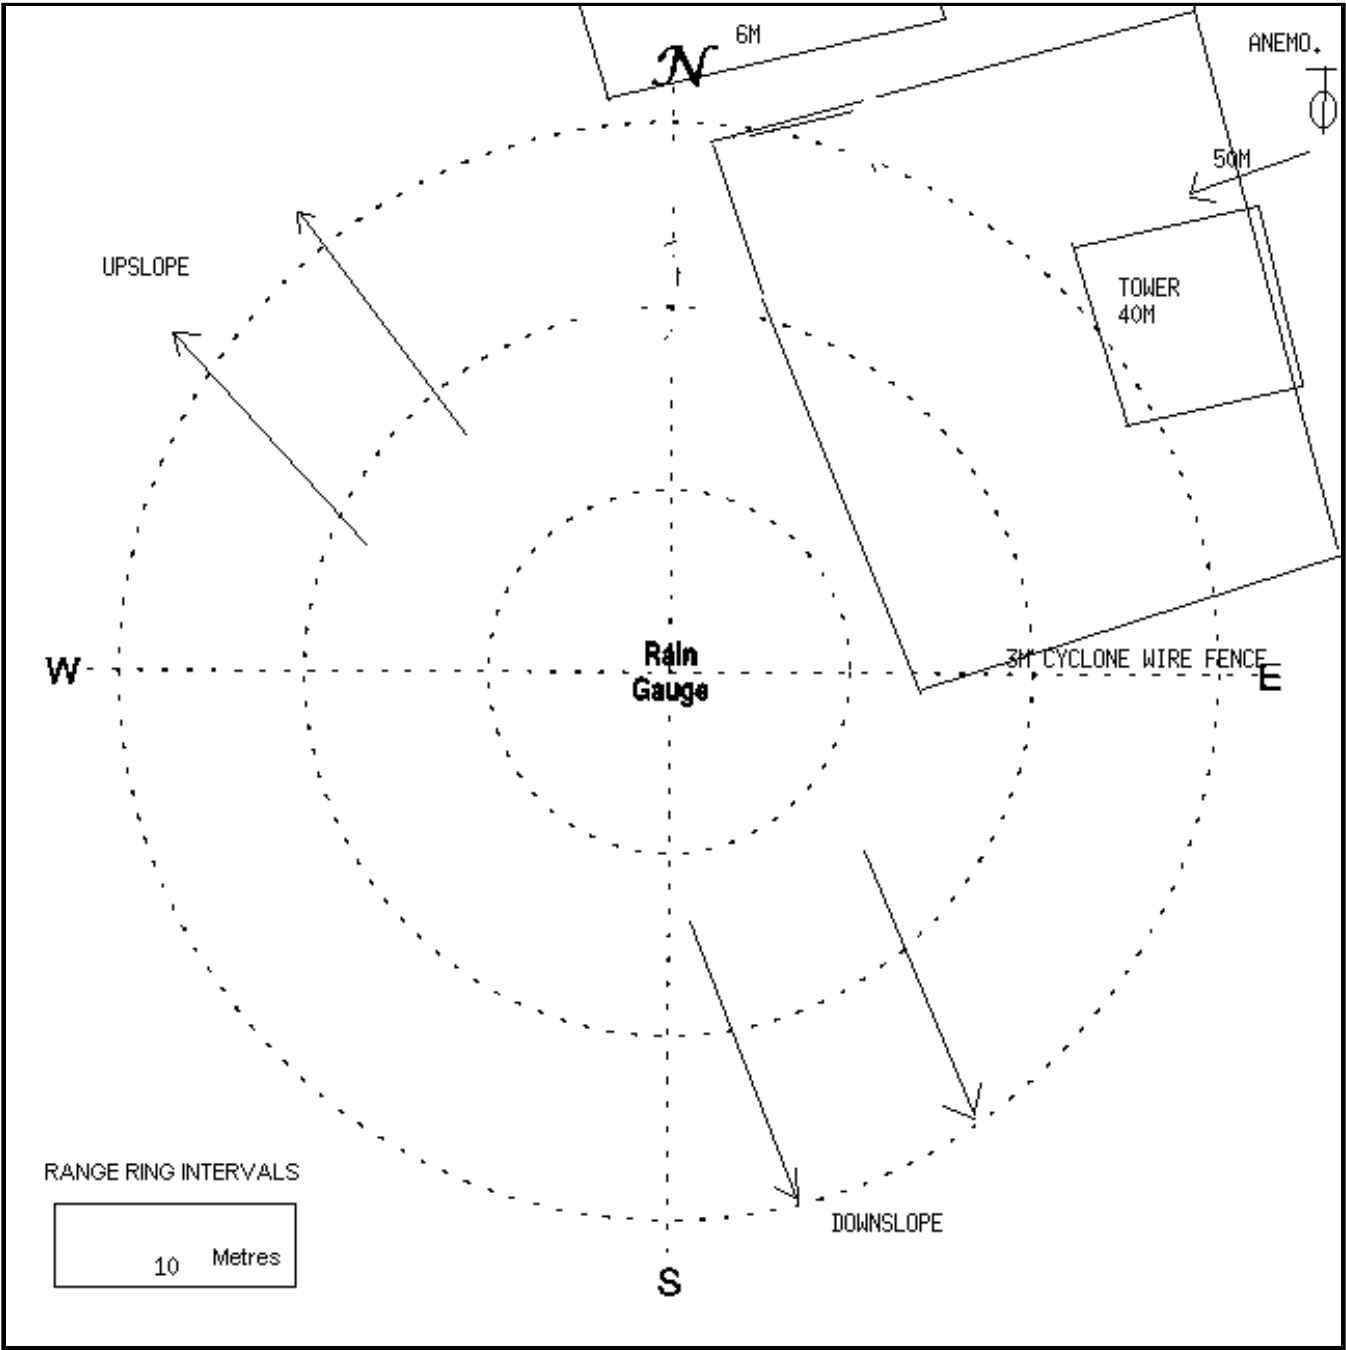 6M
N
ANEMO.
50M
UPSLOPE
TOWER
40M
Rain
Gauge
W
3M CYCLONE WIRE FENCE
E
RANGE RING INTERVALS
10 Metres
DOWNSLOPE
S